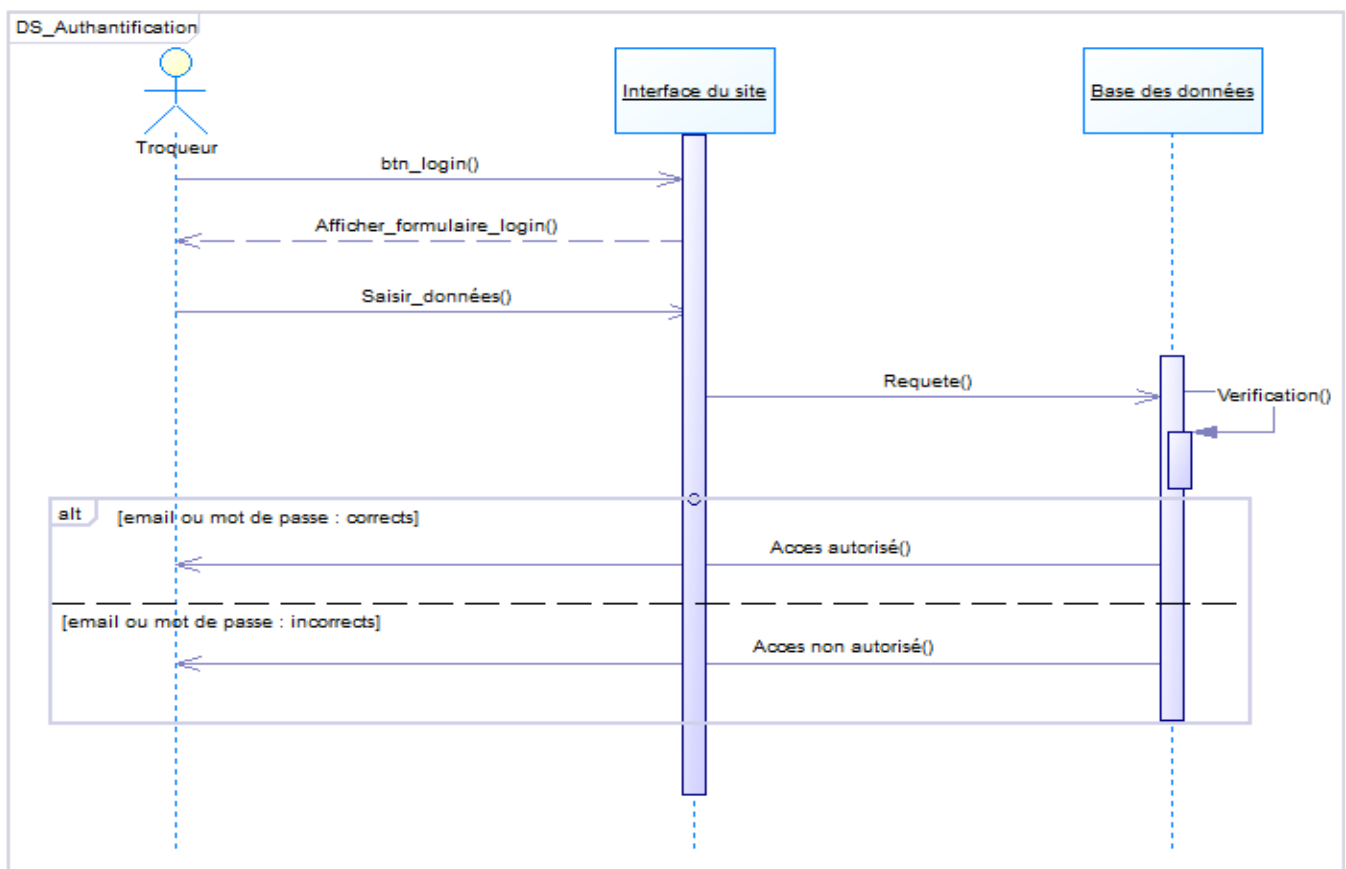 DS_Authantification
Troqueur
Interface du site
Base des données
btn_login()
Afficher_formulaire_login()
Saisir_données()
Requete()
Verification()
alt
[email ou mot de passe : corrects]
Acces autorisé()
[email ou mot de passe : incorrects]
Acces non autorisé()